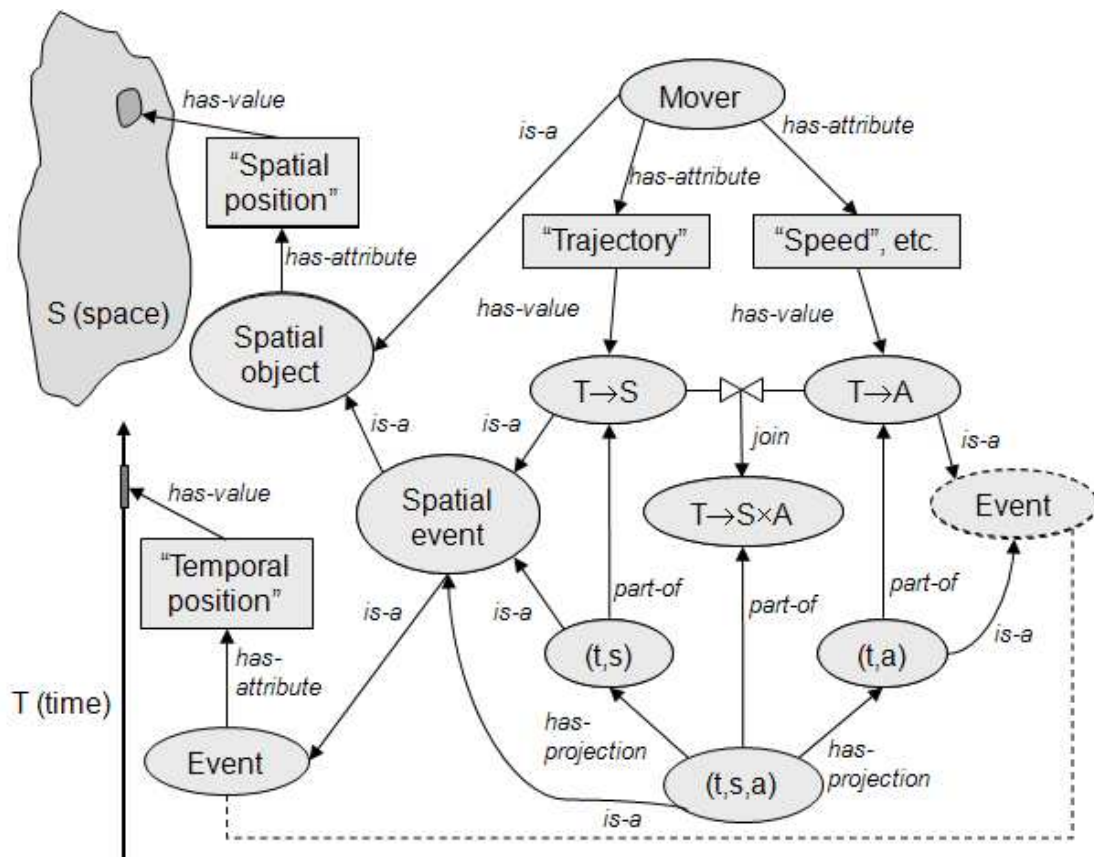 Mover
has-value
has-attribute
is-a
"Spatial
position"
has-attribute
"Trajectory"
"Speed", etc.
has-attribute
S (space)
has-value
has-value
Spatial
object
T→S
T→A
is-a
is-a
join
is-a
has-value
Spatial
event
T→S×A
Event
"Temporal
position"
part-of
part-of
part-of
is-a
is-a
is-a
(t,s)
(t,a)
has-
attribute
T (time)
has-
projection
has-
projection
Event
(t,s,a)
is-a